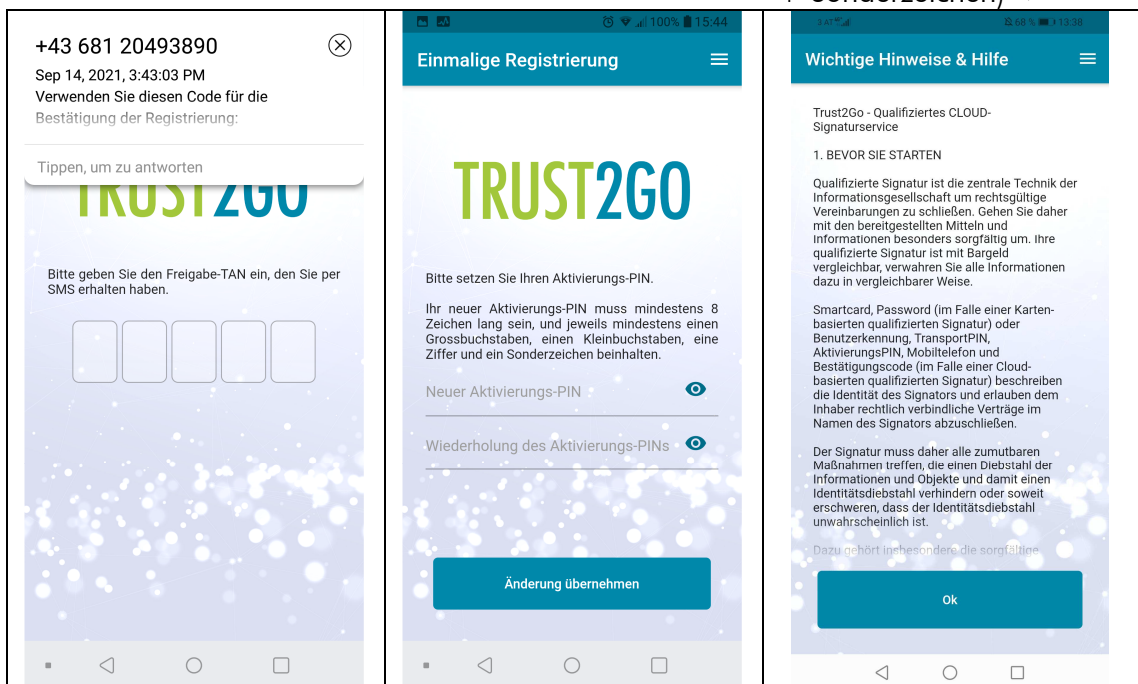 + Sonderzeichen)
+43 681 20493890
Sep 14, 2021, 3:43:03 PM
Verwenden Sie diesen Code für die
Bestätigung der Registrierung:
Tippen, um zu antworten
TRUST2GO
Bitte geben Sie den Freigabe-TAN ein, den Sie per
SMS erhalten haben.
100% 15:44
Einmalige Registrierung
TRUST2GO
Bitte setzen Sie Ihren Aktivierungs-PIN.
Ihr neuer Aktivierungs-PIN muss mindestens 8
Zeichen lang sein, und jeweils mindestens einen
Grossbuchstaben, einen Kleinbuchstaben, eine
Ziffer und ein Sonderzeichen beinhalten.
Neuer Aktivierungs-PIN
Wiederholung des Aktivierungs-PINs
Änderung übernehmen
68 % 13:38
Wichtige Hinweise & Hilfe
Trust2Go - Qualifiziertes CLOUD-
Signaturservice
1. BEVOR SIE STARTEN
Qualifizierte Signatur ist die zentrale Technik der
Informationsgesellschaft um rechtsgültige
Vereinbarungen zu schließen. Gehen Sie daher
mit den bereitgestellten Mitteln und
Informationen besonders sorgfältig um. Ihre
qualifizierte Signatur ist mit Bargeld
vergleichbar, verwahren Sie alle Informationen
dazu in vergleichbarer Weise.
Smartcard, Password (im Falle einer Karten-
basierten qualifizierten Signatur) oder
Benutzerkennung, TransportPIN,
AktivierungsPIN, Mobiltelefon und
Bestätigungscode (im Falle einer Cloud-
basierten qualifizierten Signatur) beschreiben
die Identität des Signators und erlauben dem
Inhaber rechtlich verbindliche Verträge im
Namen des Signators abzuschließen.
Der Signatur muss daher alle zumutbaren
Maßnahmen treffen, die einen Diebstahl der
Informationen und Objekte und damit einen
Identitätsdiebstahl verhindern oder soweit
erschweren, dass der Identitätsdiebstahl
unwahrscheinlich ist.
Dazu gehört insbesondere die sorgfältige
Ok